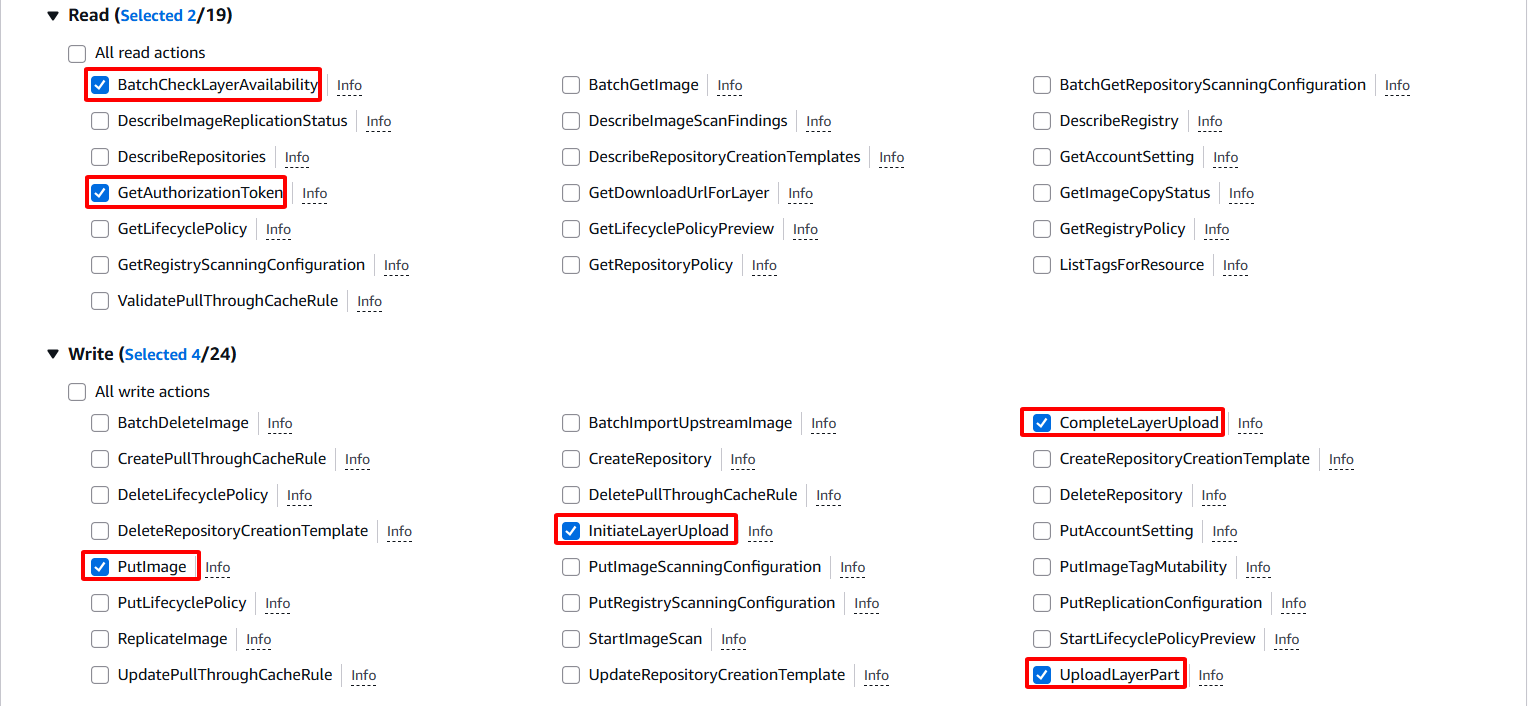 Read (Selected 2/19)
All read actions
BatchCheckLayerAvailability Info BatchGetImage Info BatchGetRepositoryScanningConfiguration Info
DescribeImageReplicationStatus Info DescribeImageScanFindings Info DescribeRegistry Info
DescribeRepositories Info DescribeRepositoryCreationTemplates Info GetAccountSetting Info
GetAuthorizationToken Info GetDownloadUrlForLayer Info GetImageCopyStatus Info
GetLifecyclePolicy Info GetLifecyclePolicyPreview Info GetRegistryPolicy Info
GetRegistryScanningConfiguration Info GetRepositoryPolicy Info ListTagsForResource Info
ValidatePullThroughCacheRule Info
Write (Selected 4/24)
All write actions
BatchDeleteImage Info BatchImportUpstreamImage Info CompleteLayerUpload Info
CreatePullThroughCacheRule Info CreateRepository Info CreateRepositoryCreationTemplate Info
DeleteLifecyclePolicy Info DeletePullThroughCacheRule Info DeleteRepository Info
DeleteRepositoryCreationTemplate Info InitiateLayerUpload Info PutAccountSetting Info
PutImage Info PutImageScanningConfiguration Info PutImageTagMutability Info
PutLifecyclePolicy Info PutRegistryScanningConfiguration Info PutReplicationConfiguration Info
ReplicateImage Info StartImageScan Info StartLifecyclePolicyPreview Info
UpdatePullThroughCacheRule Info UpdateRepositoryCreationTemplate Info UploadLayerPart Info